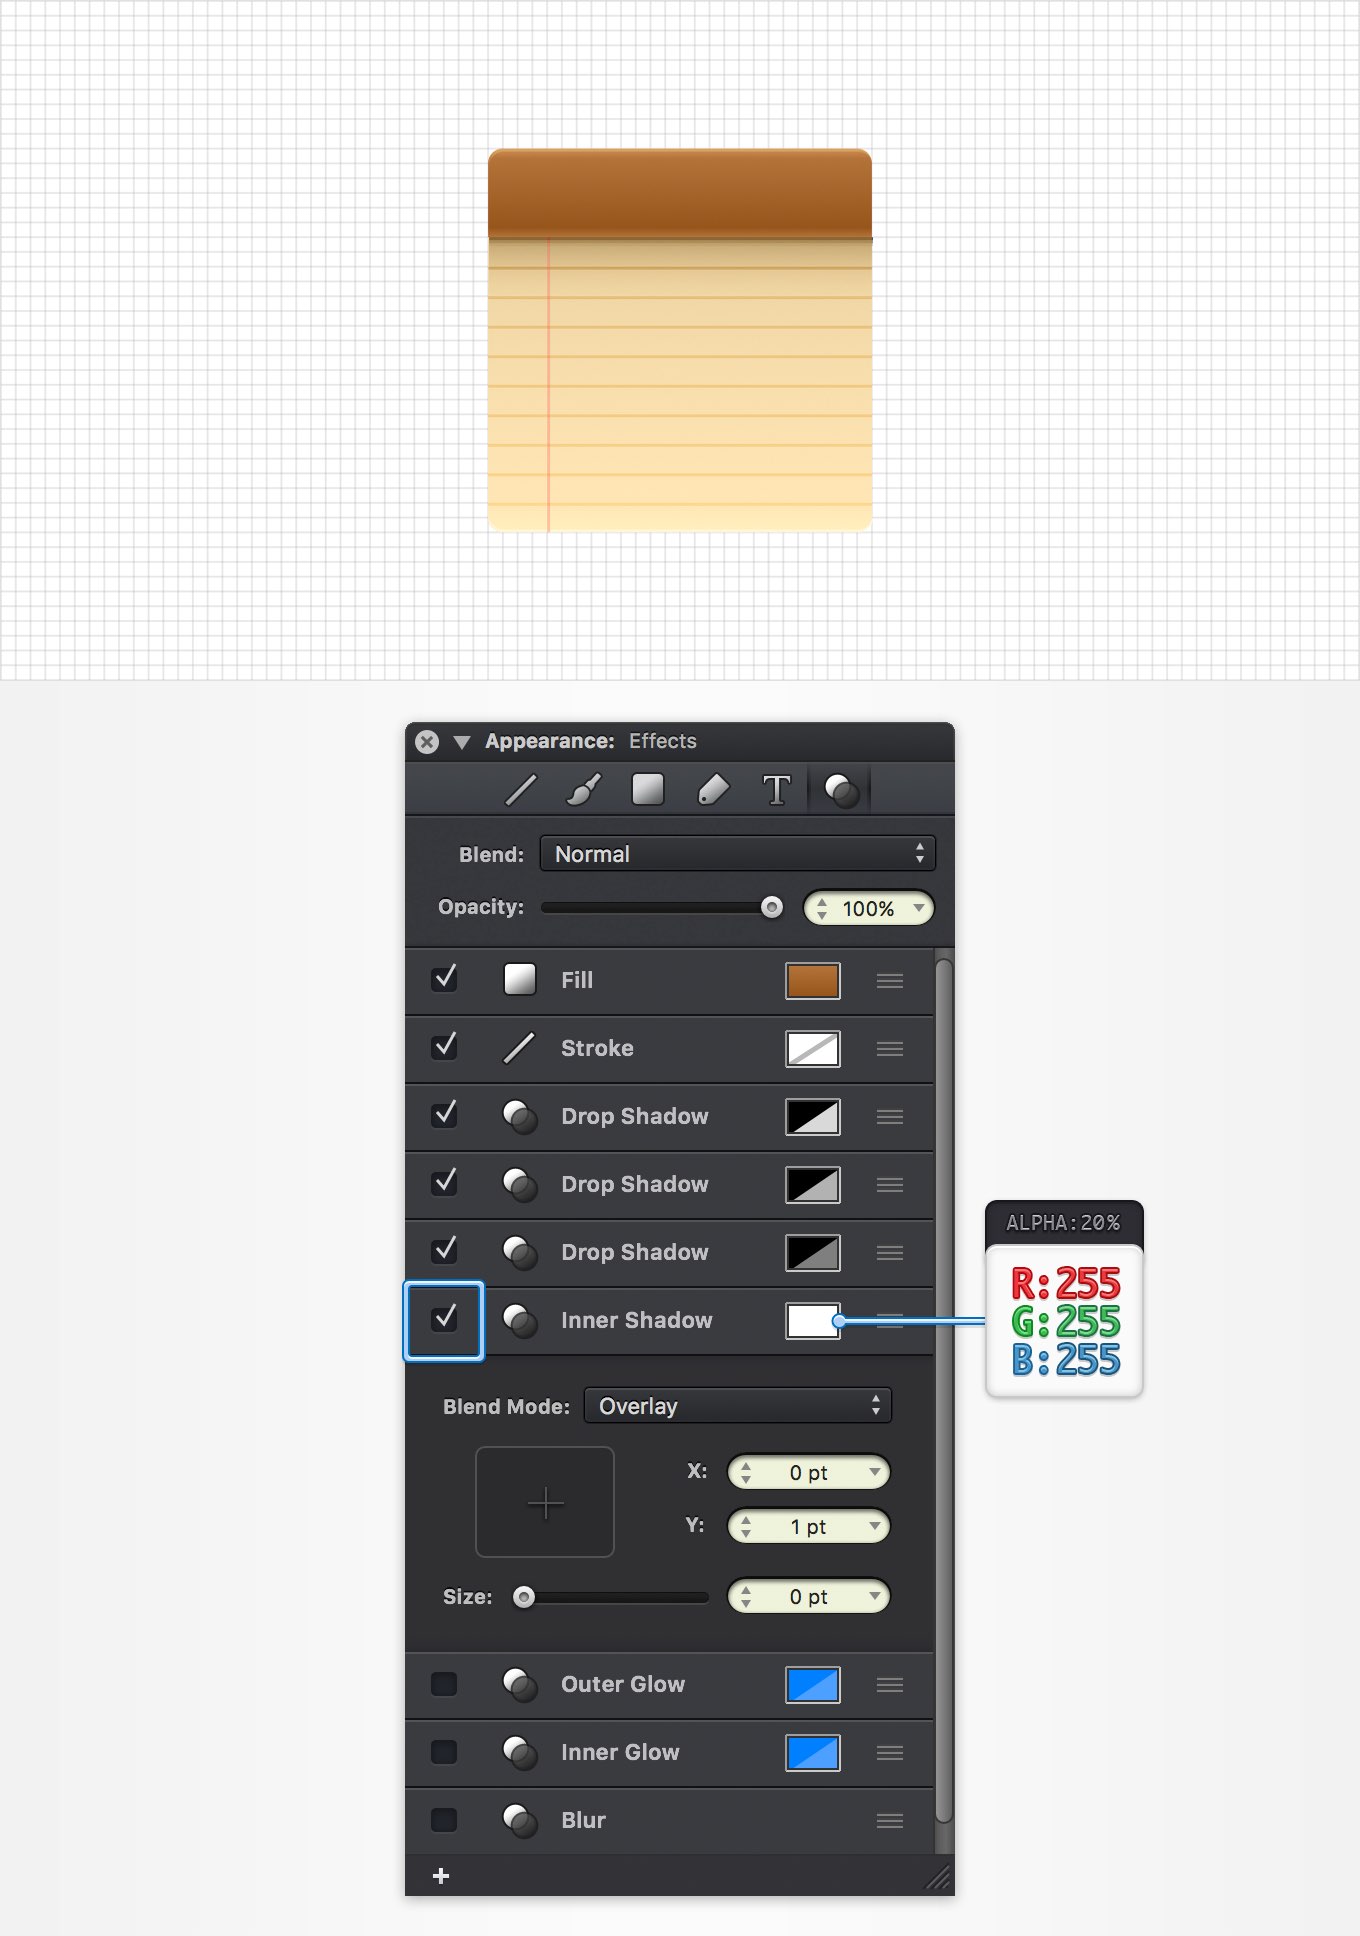 Appearance: Effects
T
Blend: Normal
Opacity: 100%
Fill
Stroke
Drop Shadow
Drop Shadow
Drop Shadow
Inner Shadow
ALPHA:20%
R:255
G:255
B:255
Blend Mode: Overlay
X: 0 pt
Y: 1 pt
Size: 0 pt
Outer Glow
Inner Glow
Blur